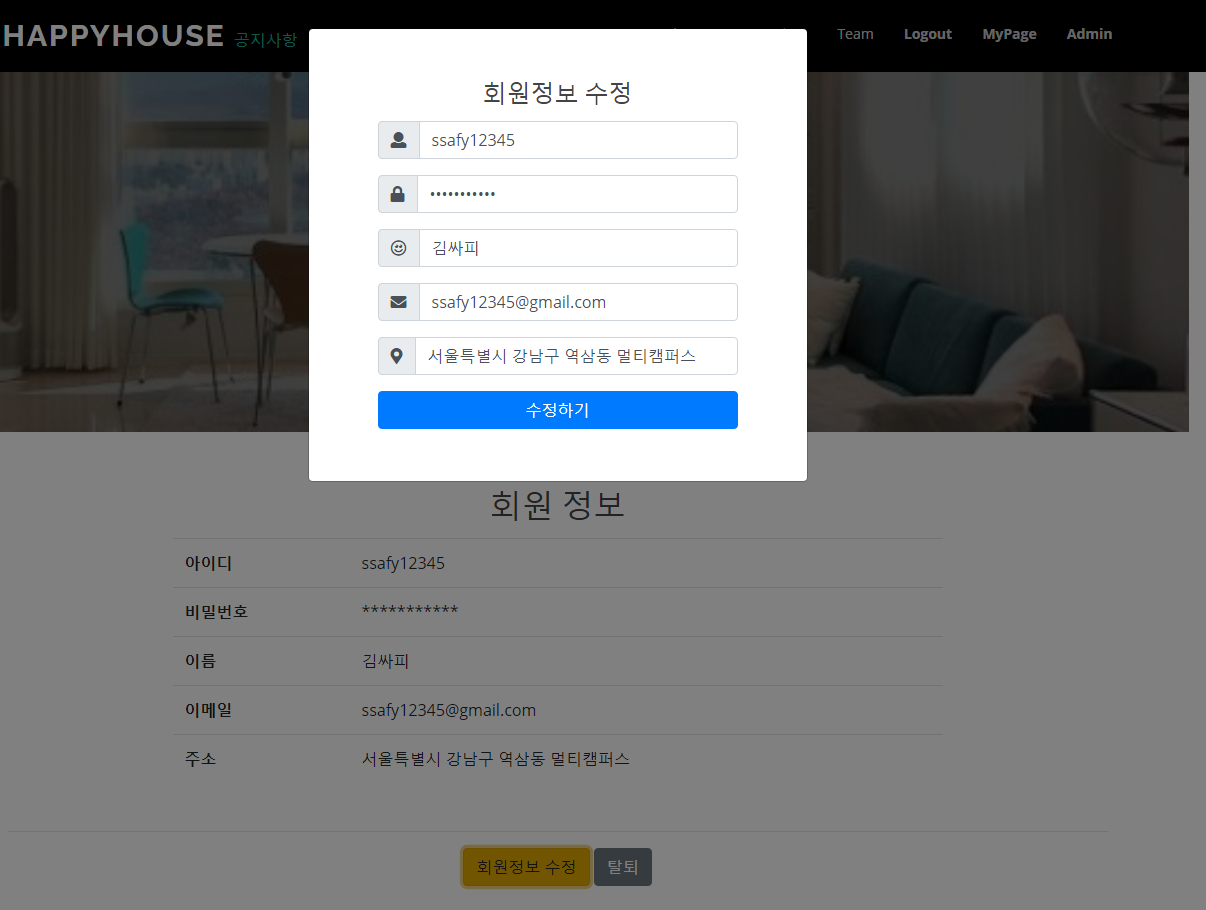 HAPPYHOUSE 공지사항 Team Logout MyPage Admin
회원정보 수정
ssafy12345
•••••••••••
김싸피
ssafy12345@gmail.com
서울특별시 강남구 역삼동 멀티캠퍼스
수정하기
회원 정보
아이디 ssafy12345
비밀번호 ***********
이름 김싸피
이메일 ssafy12345@gmail.com
주소 서울특별시 강남구 역삼동 멀티캠퍼스
회원정보 수정 탈퇴